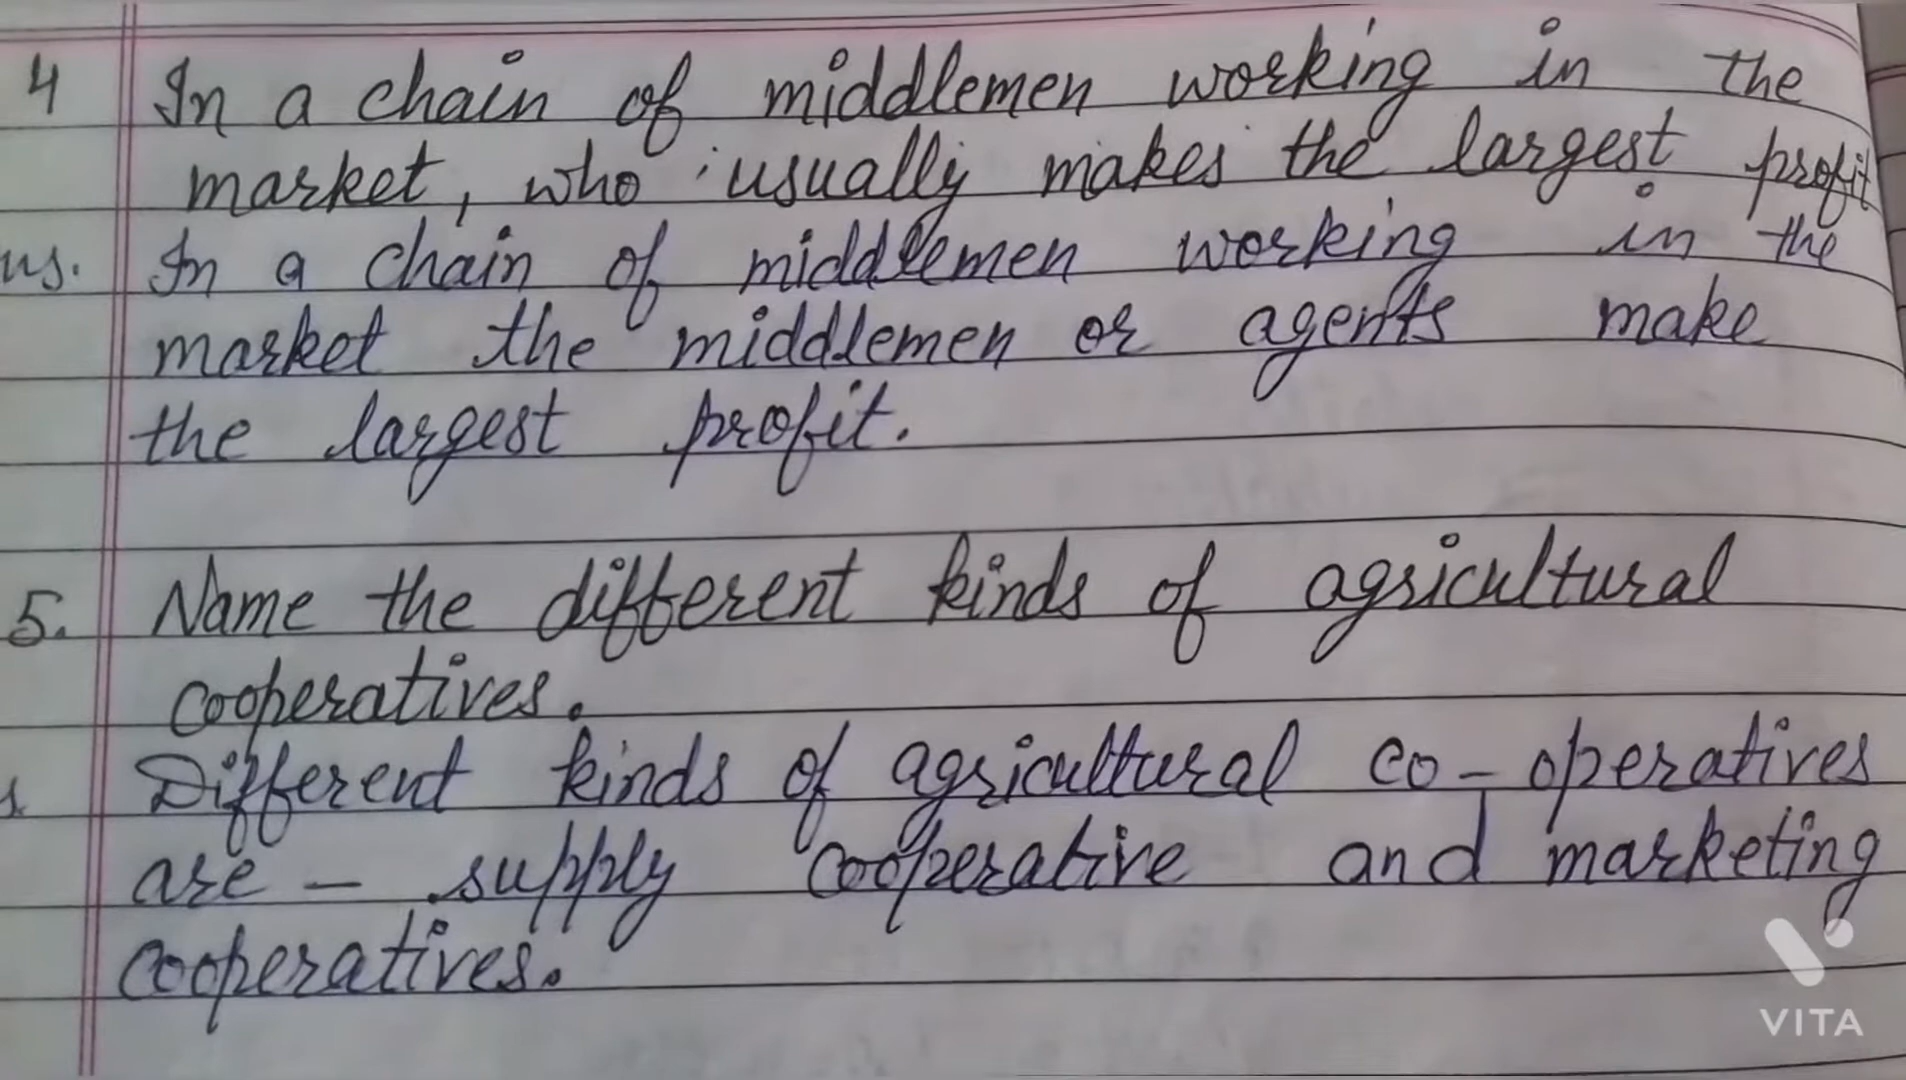 4 In a chain of middlemen working in the
market, who usually makes the largest profit
ns. In a chain of middlemen working in the
market the middlemen or agents make
the largest profit.
5. Name the different kinds of agricultural
cooperatives.
s Different kinds of agricultural co-operatives
are - supply cooperative and marketing
cooperatives.
VITA